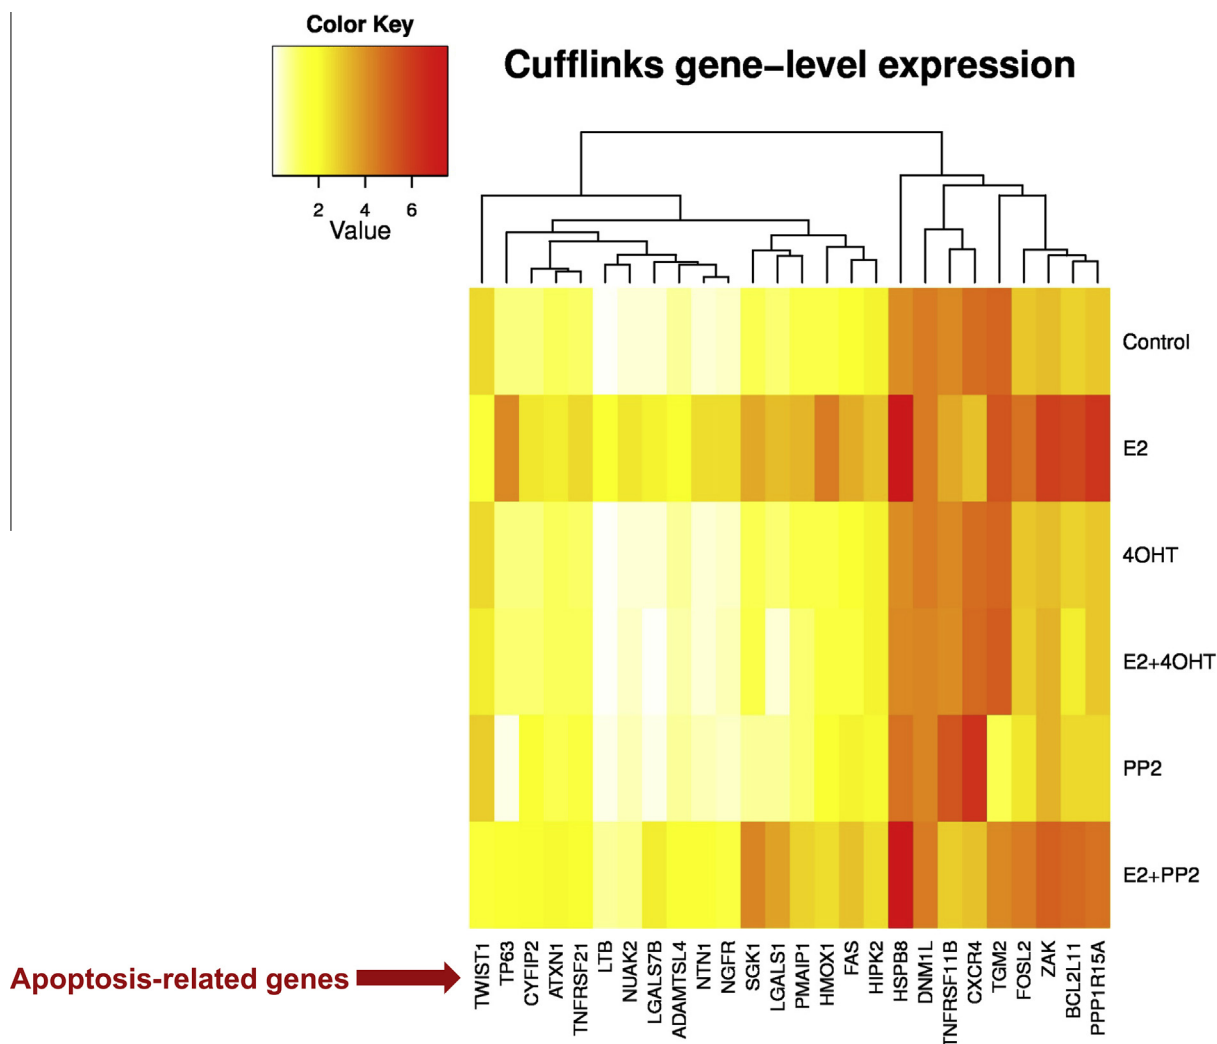 Color Key
Cufflinks gene-level expression
2 4 6
Value
Control
E2
4OHT
E2+4OHT
PP2
E2+PP2
Apoptosis-related genes
TWIST1
TP63
CYFIP2
ATXN1
TNFRSF21
LTB
NUAK2
LGALS7B
ADAMTSL4
NTN1
NGFR
SGK1
LGALS1
PMAIP1
HMOX1
FAS
HIPK2
HSPB8
DNM1L
TNFRSF11B
CXCR4
TGM2
FOSL2
ZAK
BCL2L11
PPP1R15A